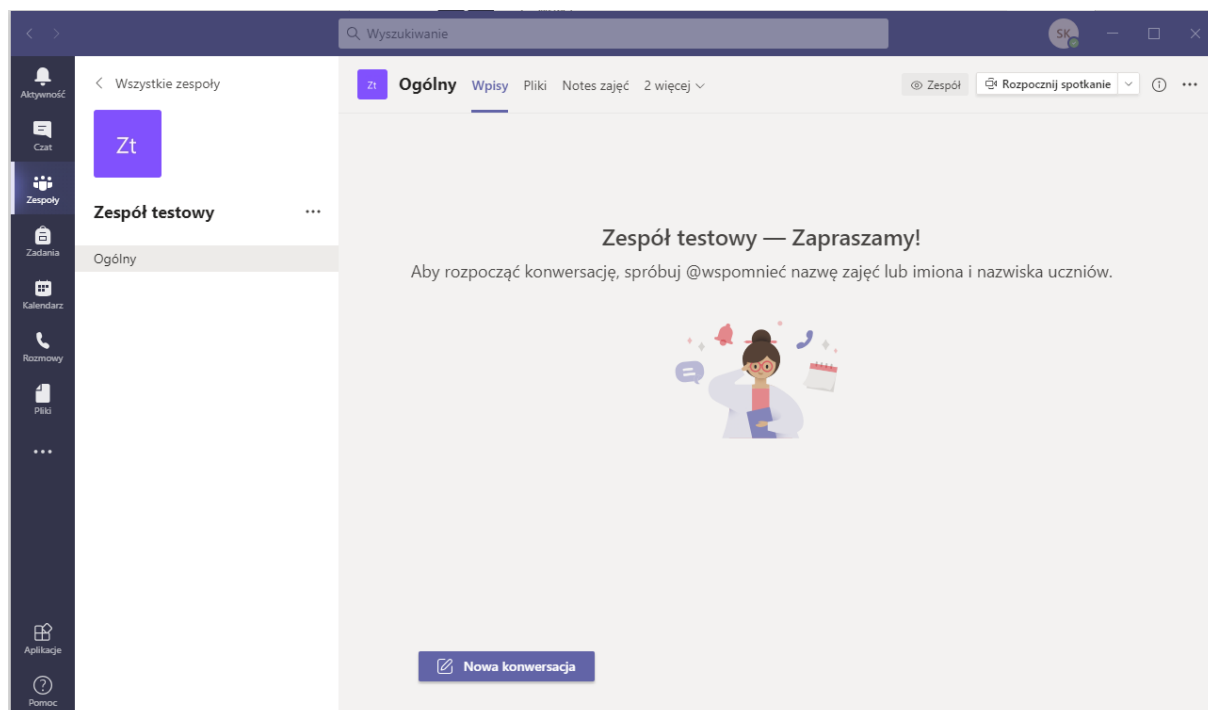 Wyszukiwanie
SK
Aktywność
Czat
Zespoły
Zadania
Kalendarz
Rozmowy
Pliki
Aplikacje
Pomoc
Wszystkie zespoły
Zt
Zespół testowy
Ogólny
Zt Ogólny Wpisy Pliki Notes zajęć 2 więcej
Zespół Rozpocznij spotkanie
Zespół testowy — Zapraszamy!
Aby rozpocząć konwersację, spróbuj @wspomnieć nazwę zajęć lub imiona i nazwiska uczniów.
Nowa konwersacja